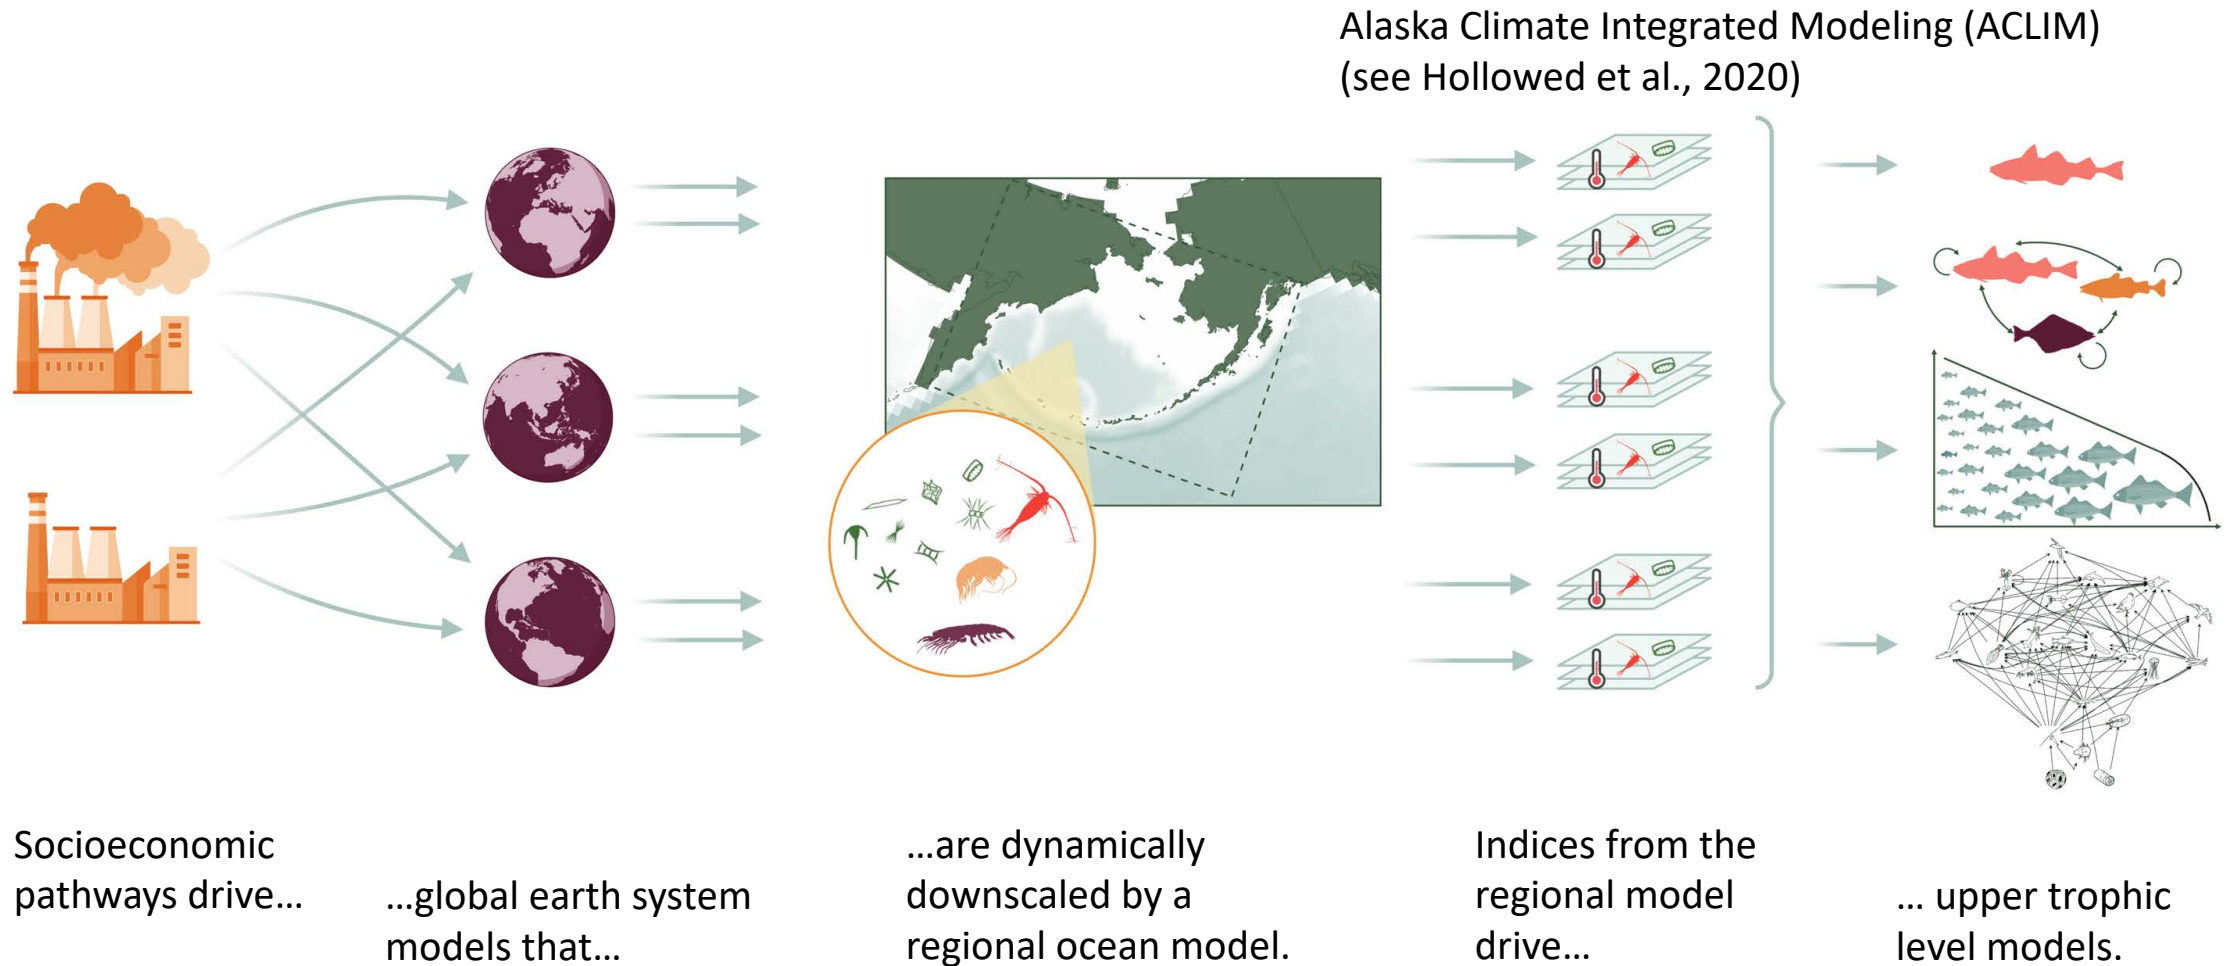 Alaska Climate Integrated Modeling (ACLIM)
(see Hollowed et al., 2020)
Socioeconomic
pathways drive…
…global earth system
models that…
…are dynamically
downscaled by a
regional ocean model.
Indices from the
regional model
drive…
… upper trophic
level models.